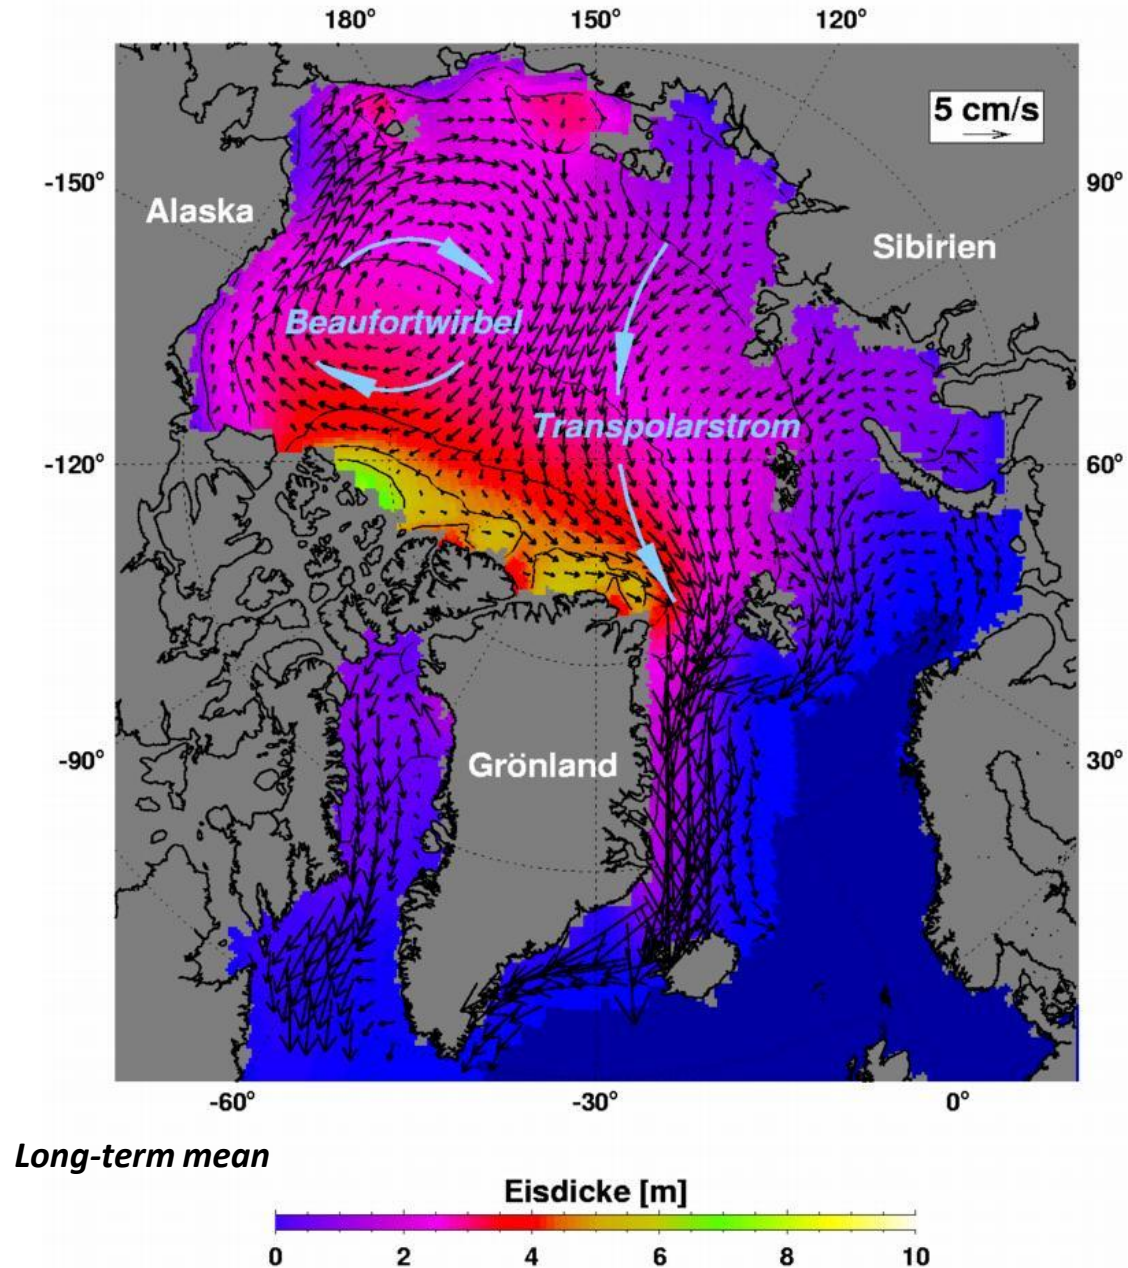 180°
150°
120°
5 cm/s
-150°
90°
Alaska
Sibirien
Beaufortwirbel
Transpolarstrom
-120°
60°
-90°
Grönland
30°
-60°
-30°
0°
Long-term mean
Eisdicke [m]
0 2 4 6 8 10